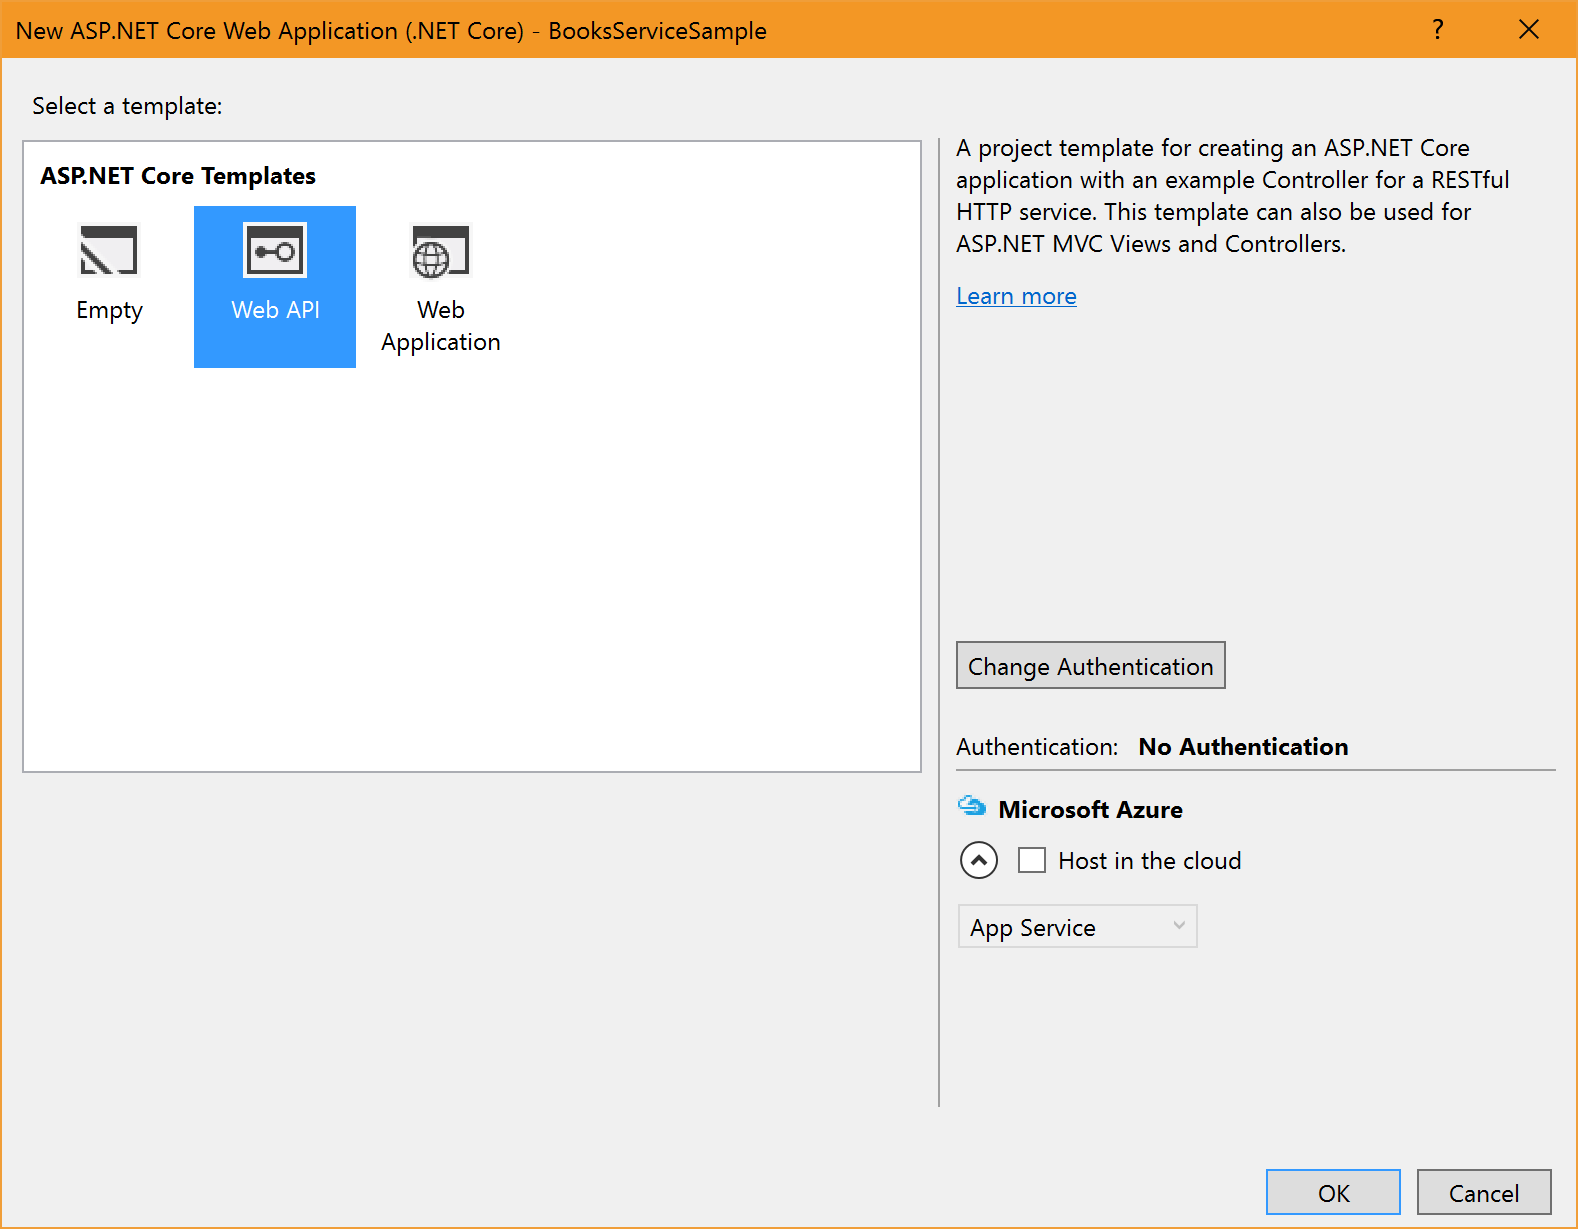 New ASP.NET Core Web Application (.NET Core) - BooksServiceSample
?
Select a template:
ASP.NET Core Templates
Empty
Web API
Web
Application
A project template for creating an ASP.NET Core
application with an example Controller for a RESTful
HTTP service. This template can also be used for
ASP.NET MVC Views and Controllers.
Learn more
Change Authentication
Authentication: No Authentication
Microsoft Azure
Host in the cloud
App Service
OK
Cancel